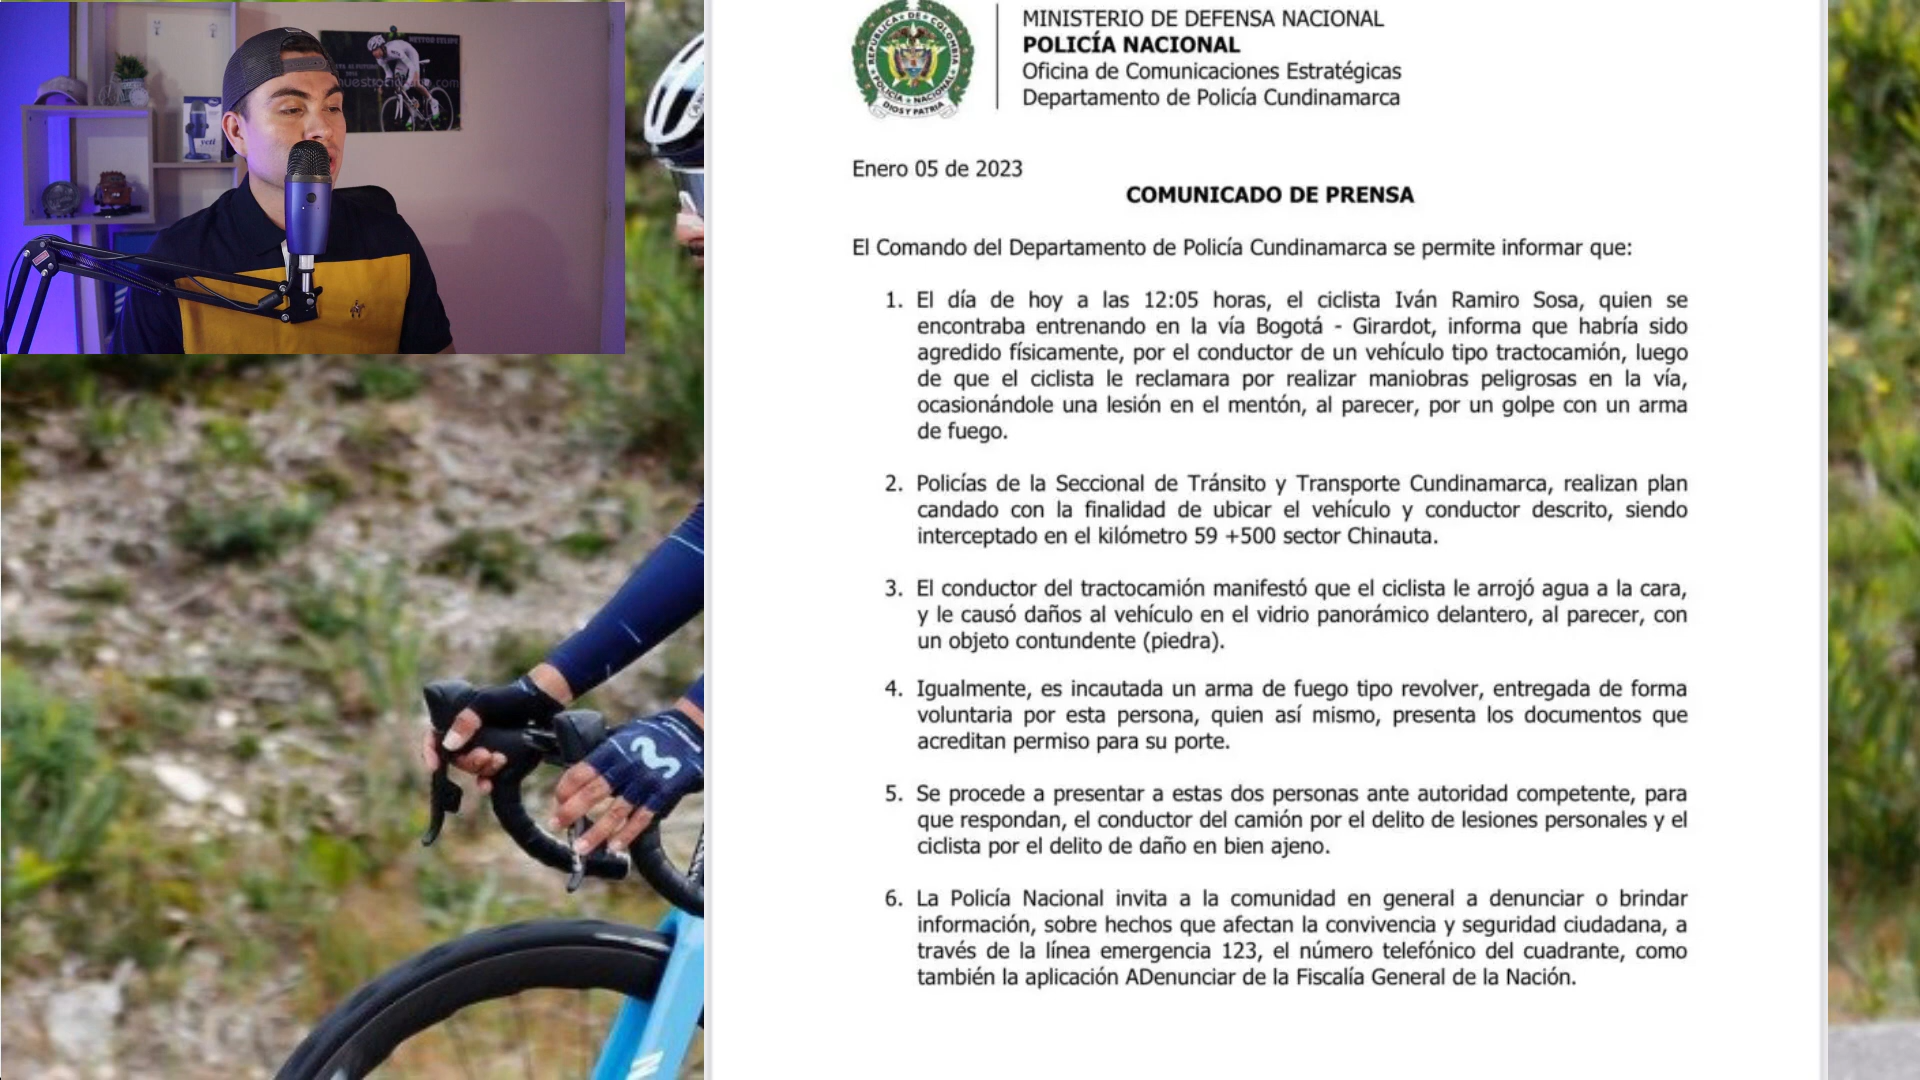 MINISTERIO DE DEFENSA NACIONAL
POLICÍA NACIONAL
Oficina de Comunicaciones Estratégicas
Departamento de Policía Cundinamarca
REPUBLICA DE COLOMBIA
POLICIA NACIONAL
DIOS Y PATRIA
yeti
Enero 05 de 2023
COMUNICADO DE PRENSA
El Comando del Departamento de Policía Cundinamarca se permite informar que:
1. El día de hoy a las 12:05 horas, el ciclista Iván Ramiro Sosa, quien se
encontraba entrenando en la vía Bogotá - Girardot, informa que habría sido
agredido físicamente, por el conductor de un vehículo tipo tractocamión, luego
de que el ciclista le reclamara por realizar maniobras peligrosas en la vía,
ocasionándole una lesión en el mentón, al parecer, por un golpe con un arma
de fuego.
2. Policías de la Seccional de Tránsito y Transporte Cundinamarca, realizan plan
candado con la finalidad de ubicar el vehículo y conductor descrito, siendo
interceptado en el kilómetro 59 +500 sector Chinauta.
3. El conductor del tractocamión manifestó que el ciclista le arrojó agua a la cara,
y le causó daños al vehículo en el vidrio panorámico delantero, al parecer, con
un objeto contundente (piedra).
4. Igualmente, es incautada un arma de fuego tipo revolver, entregada de forma
voluntaria por esta persona, quien así mismo, presenta los documentos que
acreditan permiso para su porte.
5. Se procede a presentar a estas dos personas ante autoridad competente, para
que respondan, el conductor del camión por el delito de lesiones personales y el
ciclista por el delito de daño en bien ajeno.
6. La Policía Nacional invita a la comunidad en general a denunciar o brindar
información, sobre hechos que afectan la convivencia y seguridad ciudadana, a
través de la línea emergencia 123, el número telefónico del cuadrante, como
también la aplicación ADenunciar de la Fiscalía General de la Nación.